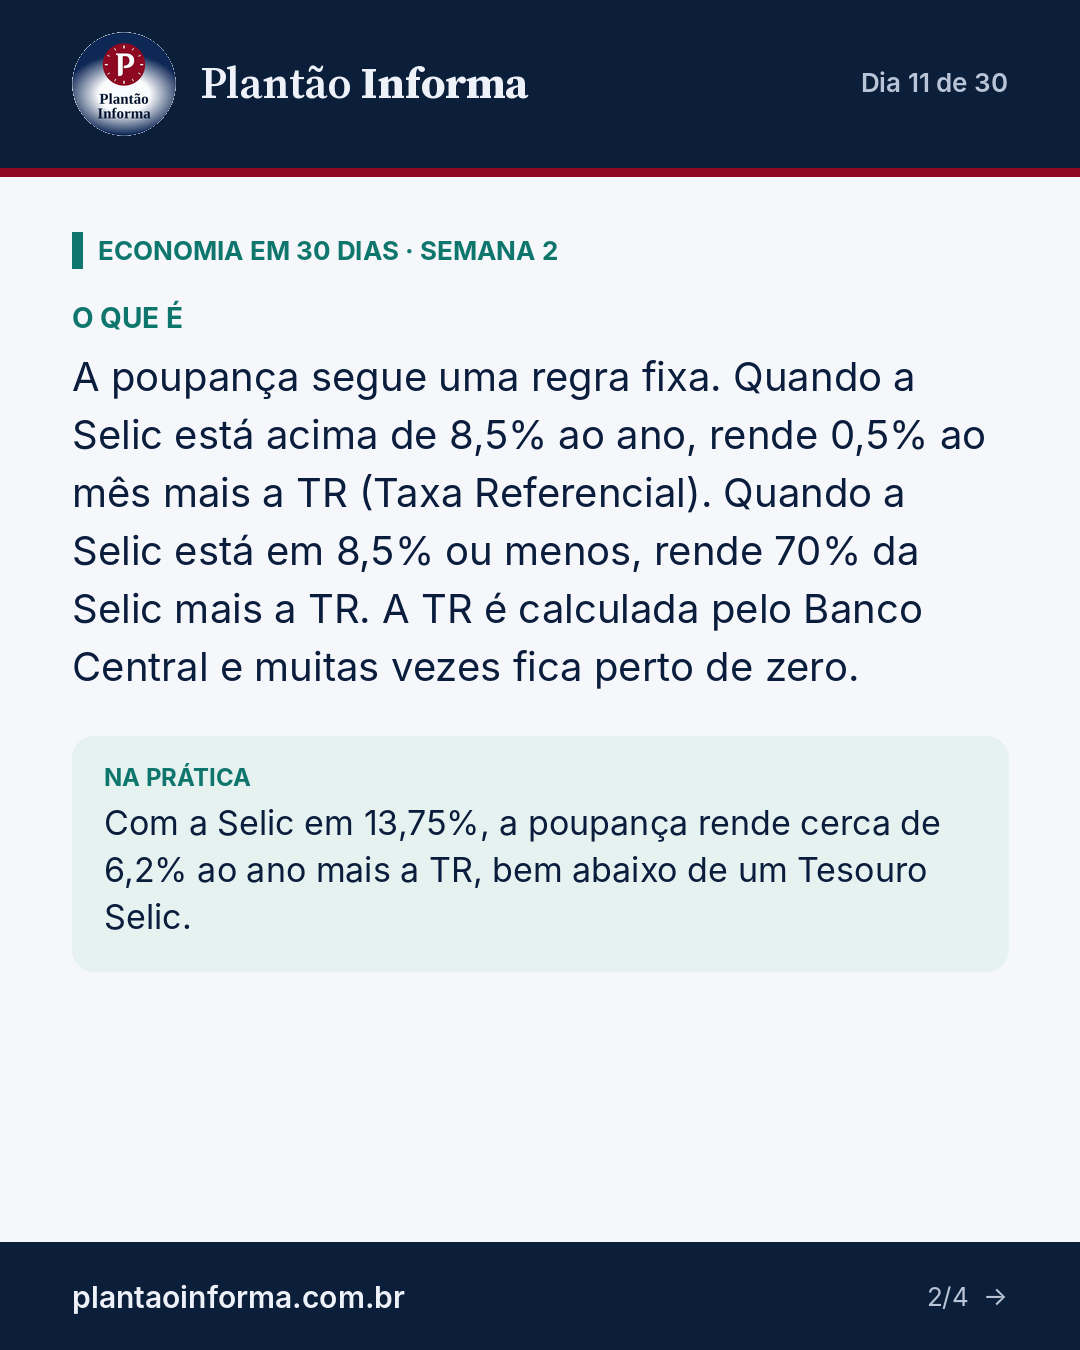 P
Plantão
Informa
Plantão Informa
Dia 11 de 30
ECONOMIA EM 30 DIAS · SEMANA 2
O QUE É
A poupança segue uma regra fixa. Quando a
Selic está acima de 8,5% ao ano, rende 0,5% ao
mês mais a TR (Taxa Referencial). Quando a
Selic está em 8,5% ou menos, rende 70% da
Selic mais a TR. A TR é calculada pelo Banco
Central e muitas vezes fica perto de zero.
NA PRÁTICA
Com a Selic em 13,75%, a poupança rende cerca de
6,2% ao ano mais a TR, bem abaixo de um Tesouro
Selic.
plantaoinforma.com.br
2/4 →